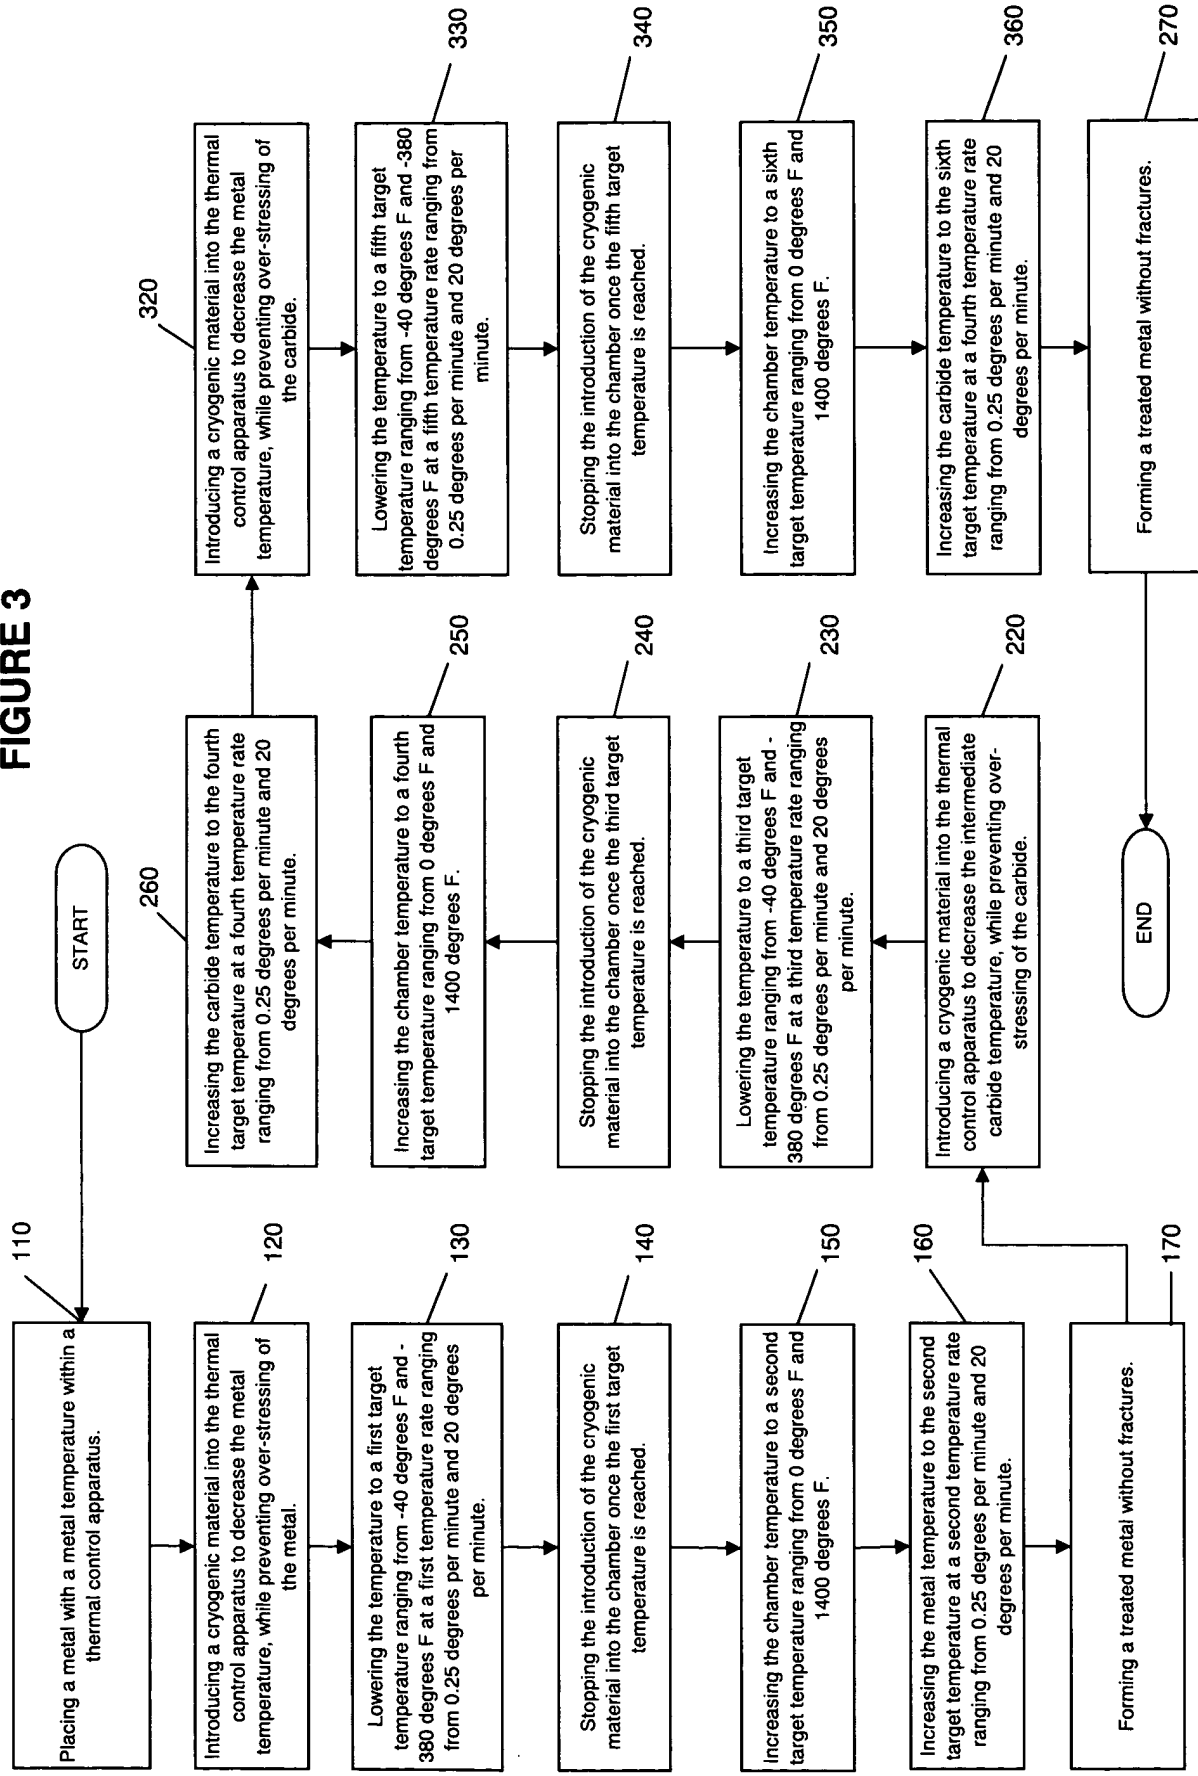 FIGURE 3
START
110
Placing a metal with a metal temperature within a
thermal control apparatus.
120
Introducing a cryogenic material into the thermal
control apparatus to decrease the metal
temperature, while preventing over-stressing of
the metal.
130
Lowering the temperature to a first target
temperature ranging from -40 degrees F and -
380 degrees F at a first temperature rate ranging
from 0.25 degrees per minute and 20 degrees
per minute.
140
Stopping the introduction of the cryogenic
material into the chamber once the first target
temperature is reached.
150
Increasing the chamber temperature to a second
target temperature ranging from 0 degrees F and
1400 degrees F.
160
Increasing the metal temperature to the second
target temperature at a second temperature rate
ranging from 0.25 degrees per minute and 20
degrees per minute.
170
Forming a treated metal without fractures.
220
Introducing a cryogenic material into the thermal
control apparatus to decrease the intermediate
carbide temperature, while preventing over-
stressing of the carbide.
230
Lowering the temperature to a third target
temperature ranging from -40 degrees F and -
380 degrees F at a third temperature rate ranging
from 0.25 degrees per minute and 20 degrees
per minute.
240
Stopping the introduction of the cryogenic
material into the chamber once the third target
temperature is reached.
250
Increasing the chamber temperature to a fourth
target temperature ranging from 0 degrees F and
1400 degrees F.
260
Increasing the carbide temperature to the fourth
target temperature at a fourth temperature rate
ranging from 0.25 degrees per minute and 20
degrees per minute.
320
Introducing a cryogenic material into the thermal
control apparatus to decrease the metal
temperature, while preventing over-stressing of
the carbide.
330
Lowering the temperature to a fifth target
temperature ranging from -40 degrees F and -380
degrees F at a fifth temperature rate ranging from
0.25 degrees per minute and 20 degrees per
minute.
340
Stopping the introduction of the cryogenic
material into the chamber once the fifth target
temperature is reached.
350
Increasing the chamber temperature to a sixth
target temperature ranging from 0 degrees F and
1400 degrees F.
360
Increasing the carbide temperature to the sixth
target temperature at a fourth temperature rate
ranging from 0.25 degrees per minute and 20
degrees per minute.
270
Forming a treated metal without fractures.
END